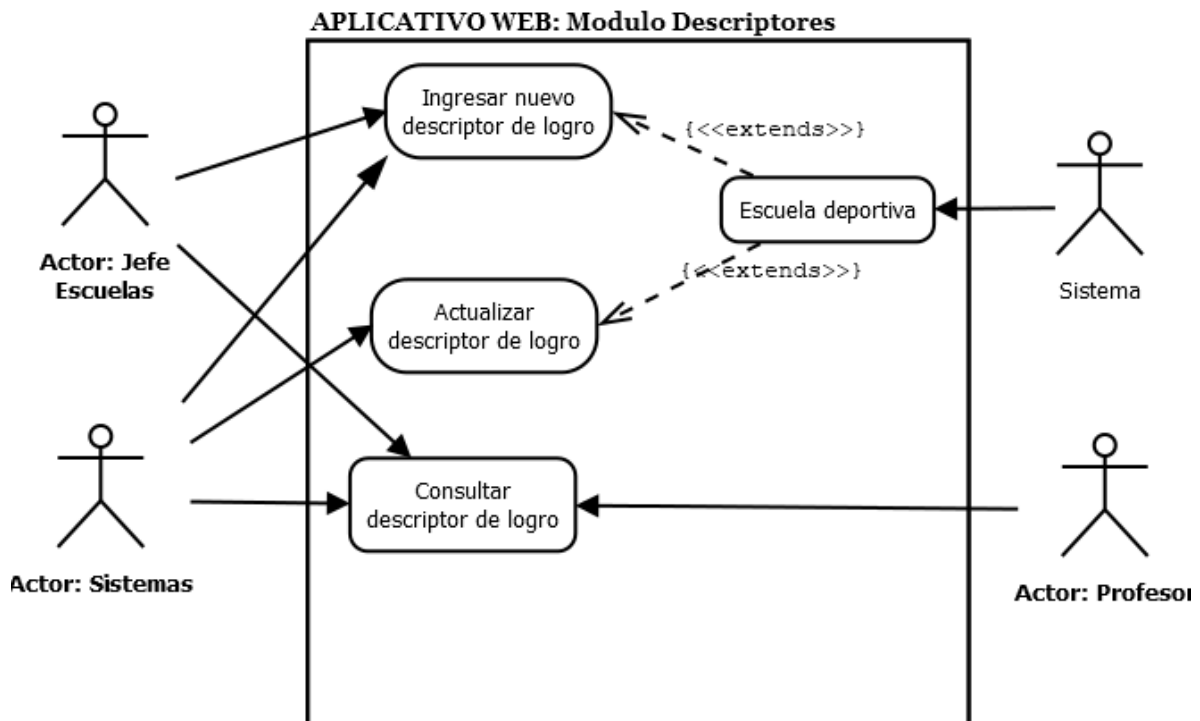 APLICATIVO WEB: Modulo Descriptores
Ingresar nuevo
descriptor de logro
{<<extends>>}
Escuela deportiva
Actor: Jefe
Escuelas
{<<extends>>}
Sistema
Actualizar
descriptor de logro
Consultar
descriptor de logro
Actor: Sistemas
Actor: Profesor